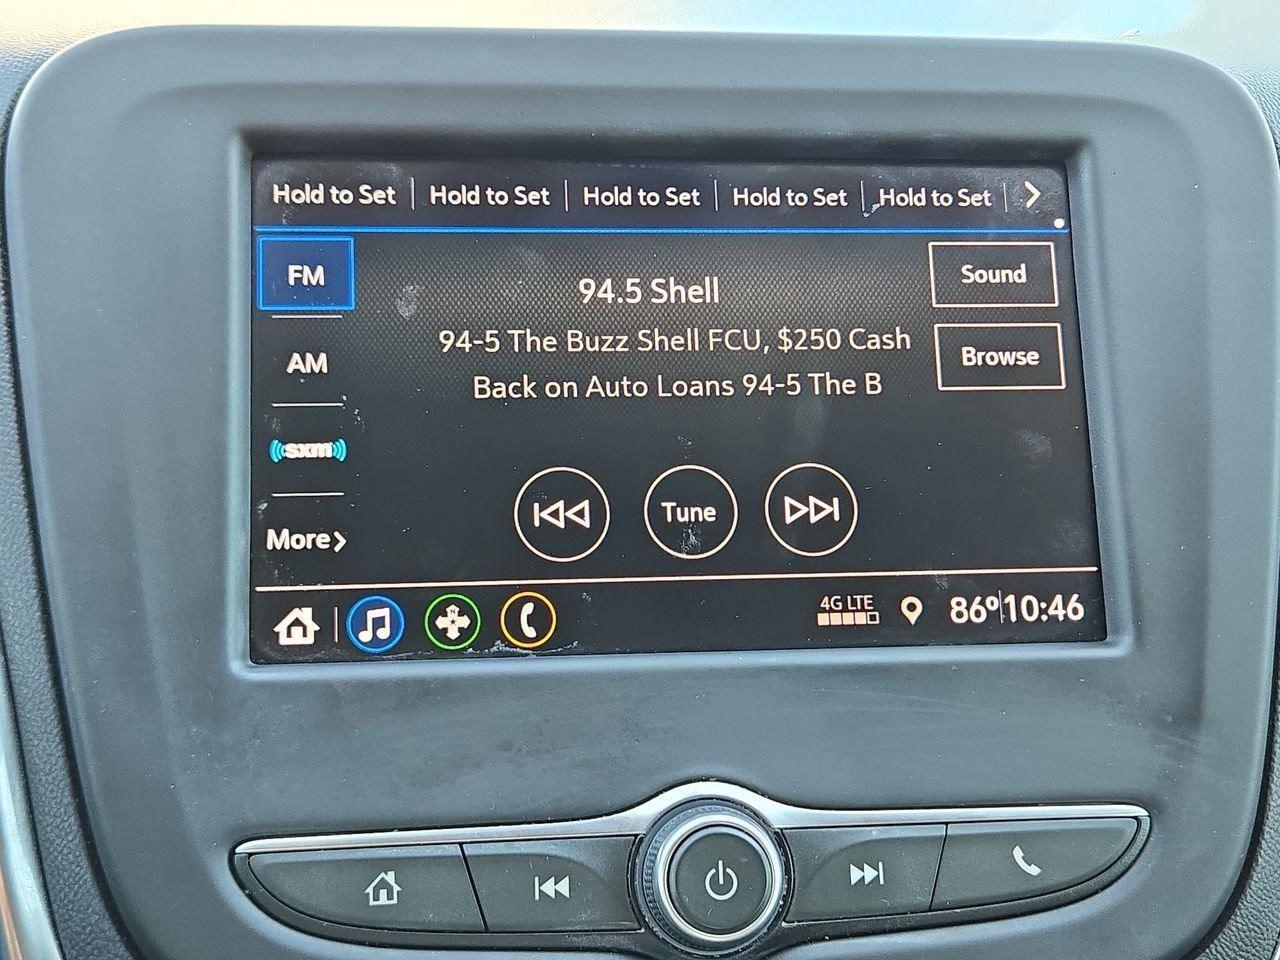 Hold to Set Hold to Set Hold to Set Hold to Set Hold to Set
FM
94.5 Shell
Sound
94-5 The Buzz Shell FCU, $250 Cash
Browse
AM
Back on Auto Loans 94-5 The B
sxm
Tune
More
N
4G LTE
86° 10:46